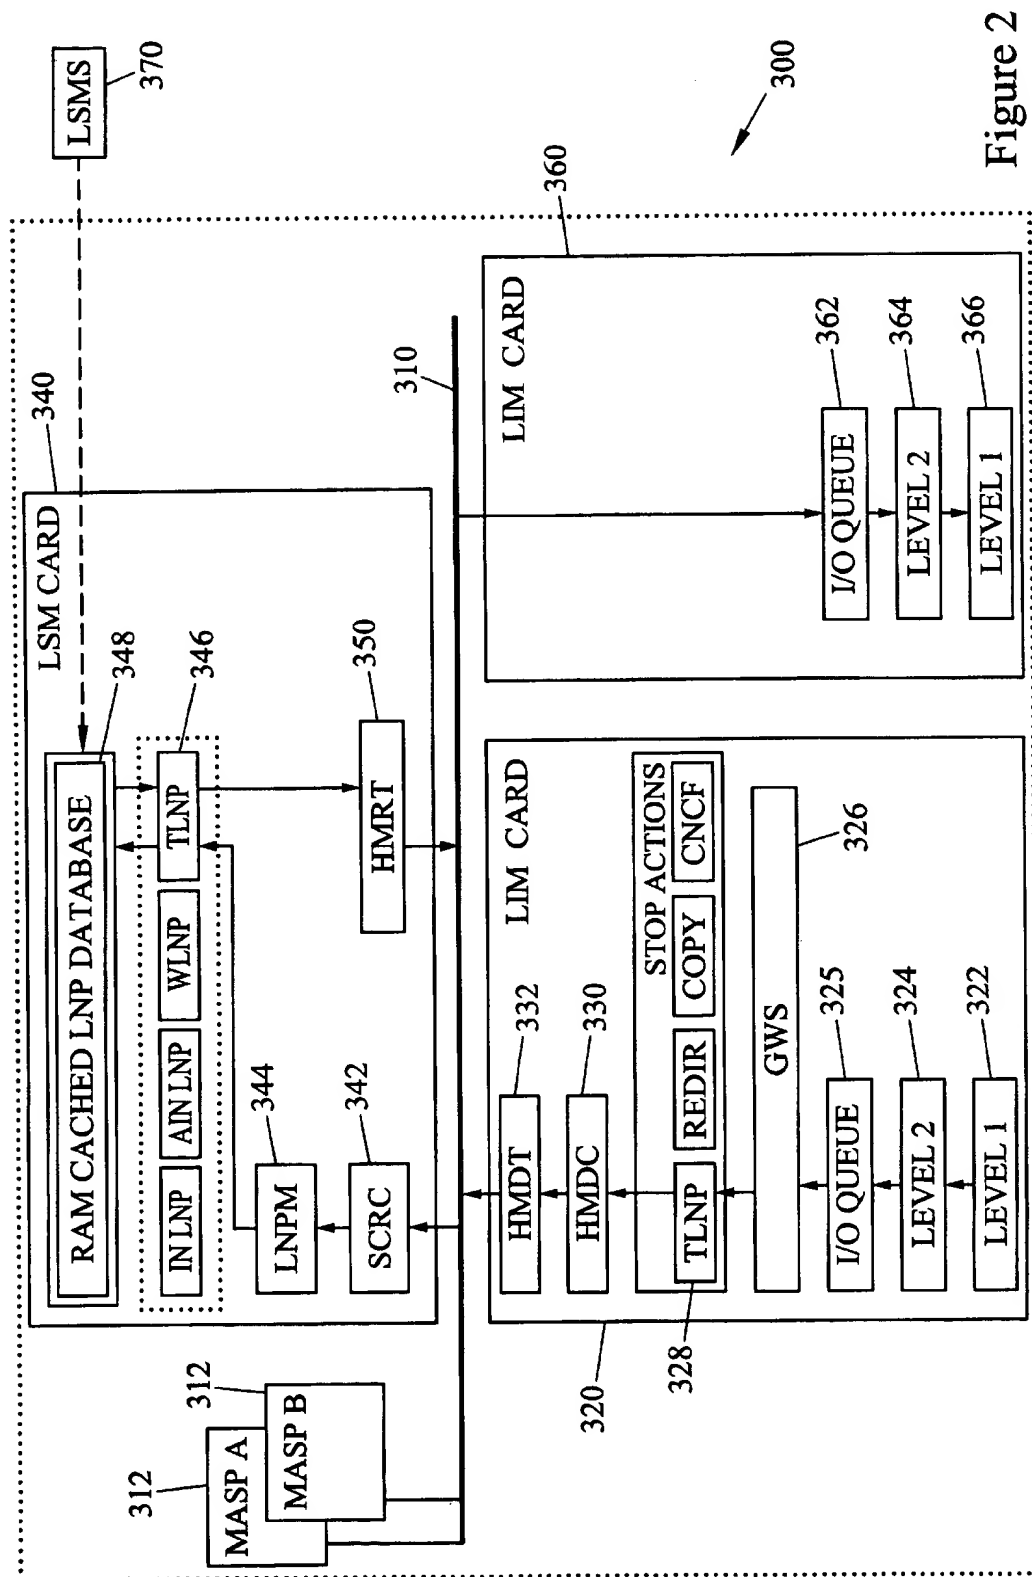 LSMS
370
340
LSM CARD
RAM CACHED LNP DATABASE
348
IN LNP
AIN LNP
WLNP
TLNP
346
LNPM
344
SCRC
342
HMRT
350
MASP A
312
MASP B
312
310
300
LIM CARD
HMDT
332
HMDC
330
STOP ACTIONS
TLNP
REDIR
COPY
CNCF
328
GWS
326
I/O QUEUE
325
LEVEL 2
324
LEVEL 1
322
320
360
LIM CARD
I/O QUEUE
362
LEVEL 2
364
LEVEL 1
366
Figure 2